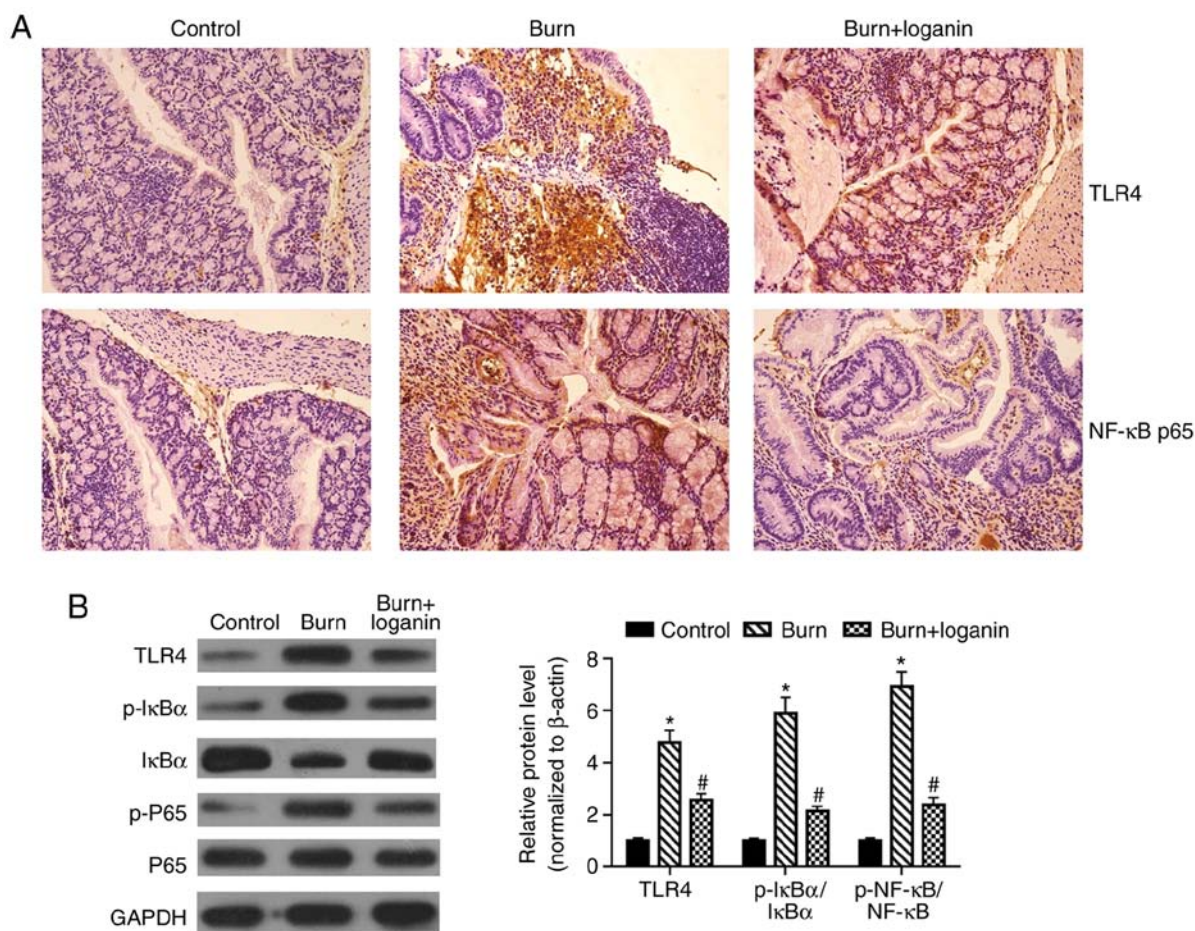 A
Control
Burn
Burn+loganin
TLR4
NF-κB p65
B
Control
Burn
Burn+
loganin
TLR4
p-IκBα
IκBα
p-P65
P65
GAPDH
Control
Burn
Burn+loganin
Relative protein level
(normalized to β-actin)
8
6
4
2
0
*
#
*
#
*
#
TLR4
p-IκBα/
IκBα
p-NF-κB/
NF-κB